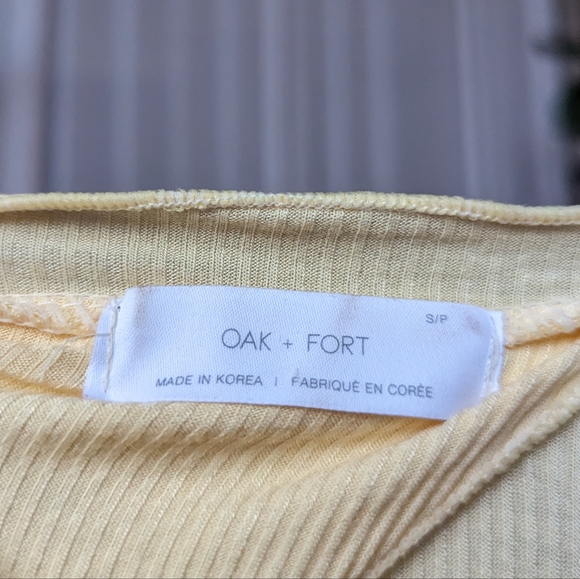 S/P
OAK + FORT
MADE IN KOREA | FABRIQUÉ EN CORÉE